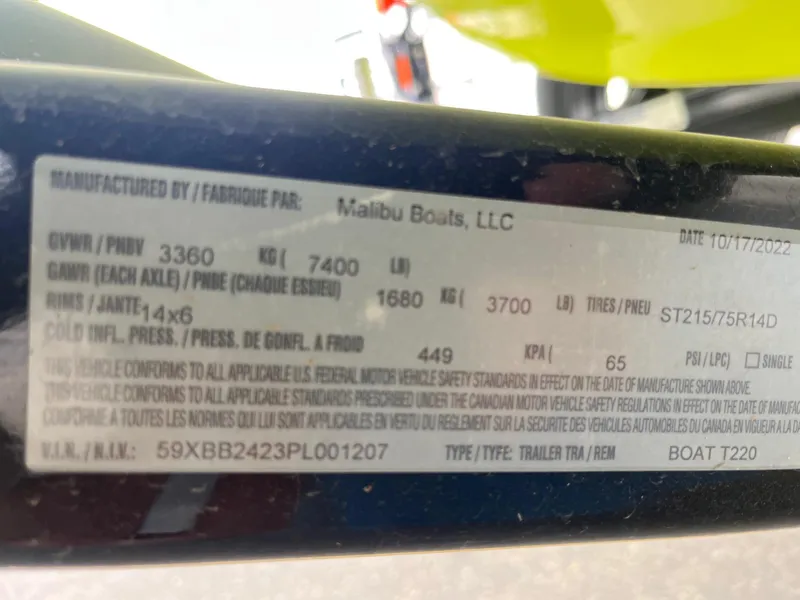 MANUFACTURED BY / FABRIQUE PAR: Malibu Boats, LLC DATE 10/17/2022
GVWR / PNBV 3360 KG ( 7400 LB)
GAWR (EACH AXLE) / PNBE (CHAQUE ESSIEU) 1680 KG ( 3700 LB) TIRES / PNEU ST215/75R14D
RIMS / JANTE 14x6
COLD INFL. PRESS. / PRESS. DE GONFL. A FROID 449 KPA ( 65 PSI / LPC) SINGLE
THIS VEHICLE CONFORMS TO ALL APPLICABLE U.S. FEDERAL MOTOR VEHICLE SAFETY STANDARDS IN EFFECT ON THE DATE OF MANUFACTURE SHOWN ABOVE.
THIS VEHICLE CONFORMS TO ALL APPLICABLE STANDARDS PRESCRIBED UNDER THE CANADIAN MOTOR VEHICLE SAFETY REGULATIONS IN EFFECT ON THE DATE OF MANUFA
CONFORME A TOUTES LES NORMES QUI LUI SONT APPLICABLES EN VERTU DU REGLEMENT SUR LA SECURITE DES VEHICULES AUTOMOBILES DU CANADA EN VIGUEUR A LA DA
V.I.N. / N.I.V.: 59XBB2423PL001207 TYPE / TYPE: TRAILER TRA / REM BOAT T220